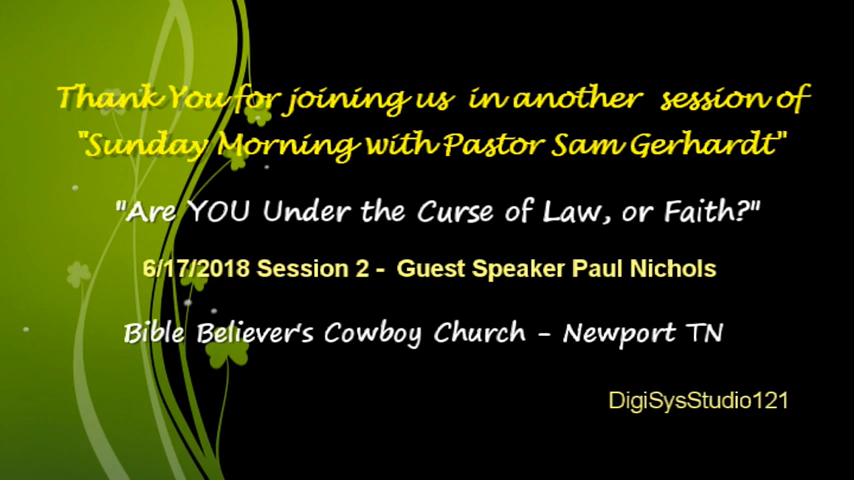 Thank You for joining us in another session of
"Sunday Morning with Pastor Sam Gerhardt"
"Are YOU Under the Curse of Law, or Faith?"
6/17/2018 Session 2 - Guest Speaker Paul Nichols
Bible Believer's Cowboy Church - Newport TN
DigiSysStudio121